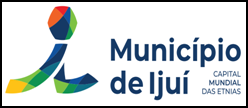 Município
de Ijuí
CAPITAL
MUNDIAL
DAS ETNIAS